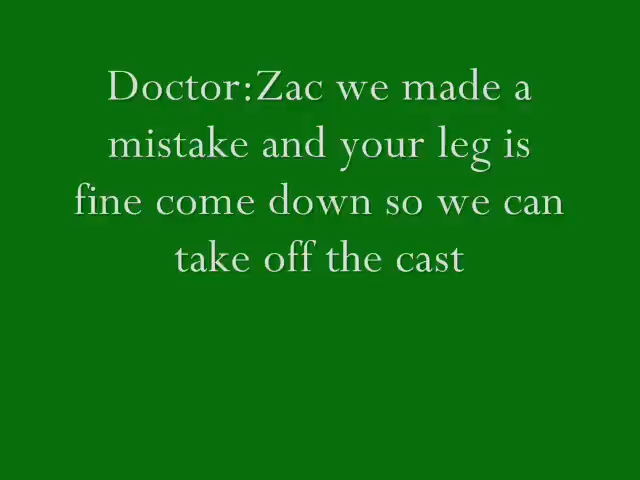 Doctor:Zac we made a
mistake and your leg is
fine come down so we can
take off the cast